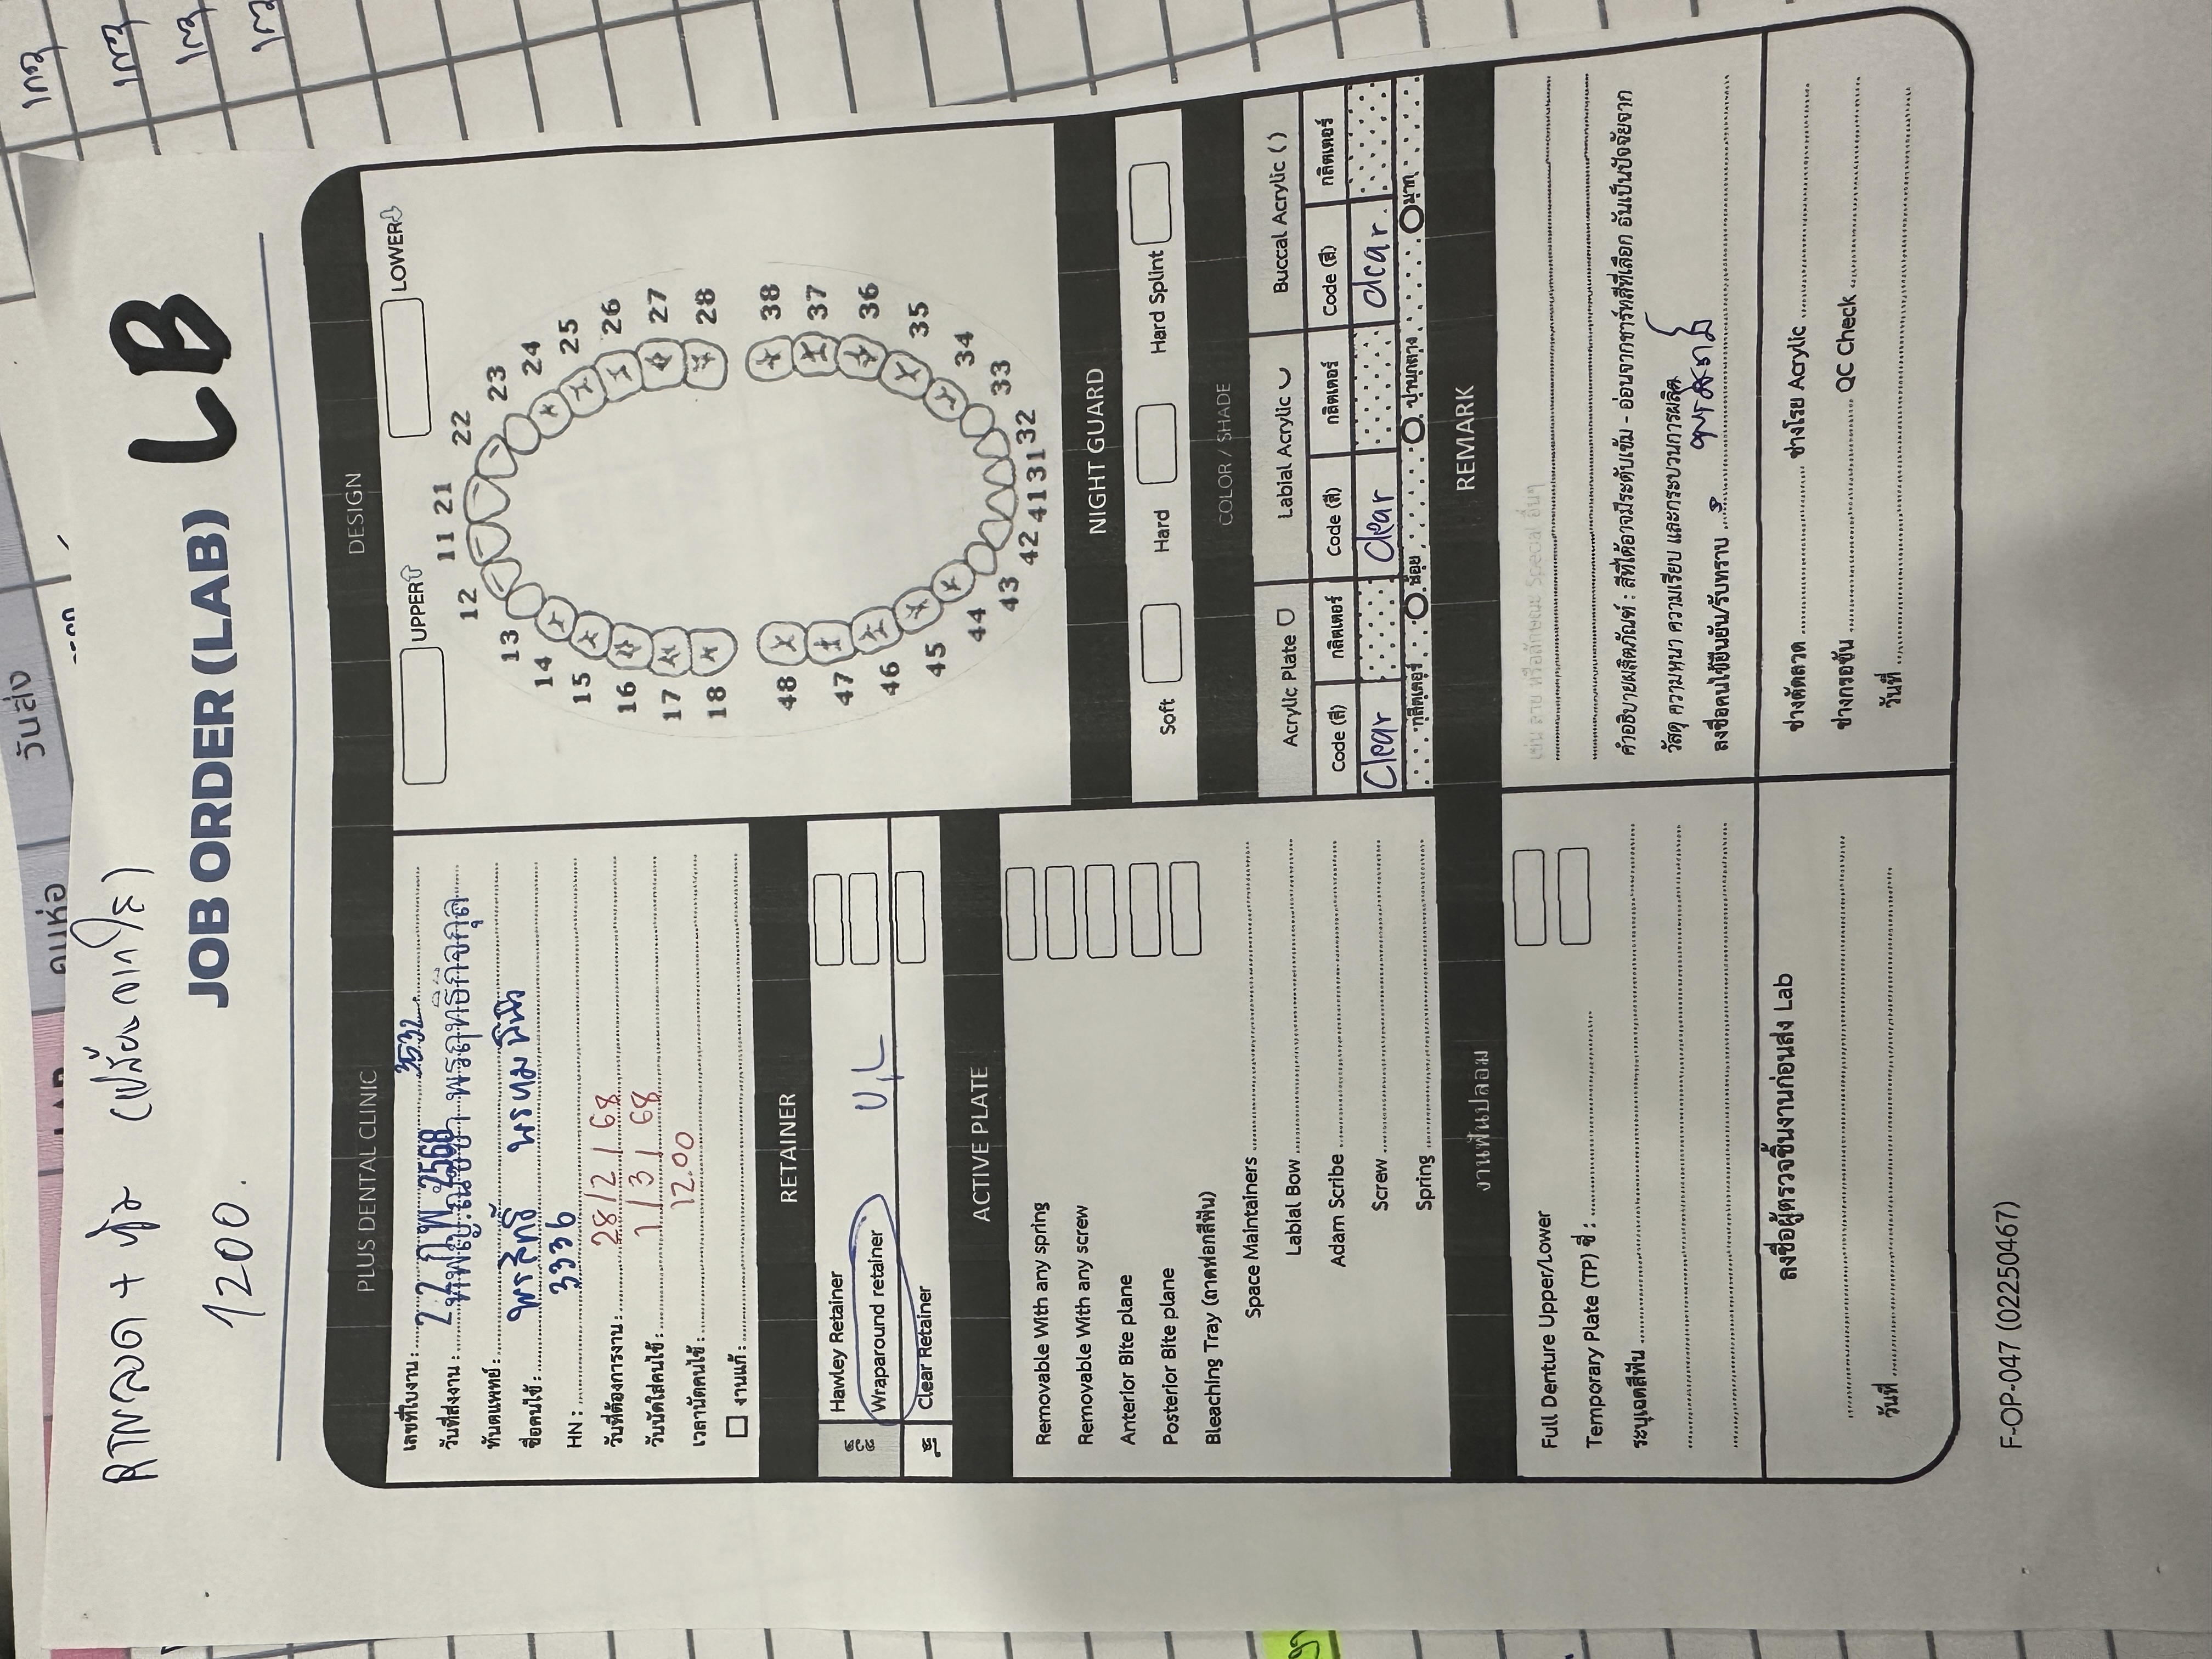 LAB
คนห่อ
วันส่ง
RTNลวด + หุ้ม (เปลี่ยนจากใส)
1200.
JOB ORDER (LAB)
LB
PLUS DENTAL CLINIC
เลขที่ใบงาน : 3532.
วันที่ส่งงาน : 22 ก.พ. 2568
ทันตแพทย์ : ทพญ.ณัชชา พรฤทธิ์กิจกุล
ชื่อคนไข้ : พรสิทธิ์
HN : 3336
วันที่ต้องการงาน : 28/2/68
วันนัดใส่คนไข้ : 1/3/68
เวลานัดคนไข้ : 12.00
งานแก้ :
RETAINER
ลวด
Hawley Retainer
Wraparound retainer U,L
ใส
Clear Retainer
ACTIVE PLATE
Removable With any spring
Removable With any screw
Anterior Bite plane
Posterior Bite plane
Bleaching Tray (ถาดฟอกสีฟัน)
Space Maintainers
Labial Bow
Adam Scribe
Screw
Spring
งานฟันปลอม
Full Denture Upper/Lower
Temporary Plate (TP) ซี่ :
ระบุเฉดสีฟัน
ลงชื่อผู้ตรวจชิ้นงานก่อนส่ง Lab
วันที่
DESIGN
UPPER LOWER
11 21
12 22
13 23
14 24
15 25
16 26
17 27
18 28
48 38
47 37
46 36
45 35
44 34
43 33
42 41 31 32
NIGHT GUARD
Soft Hard Hard Splint
COLOR / SHADE
Acrylic Plate Labial Acrylic Buccal Acrylic ( )
Code (สี) กลิตเตอร์ Code (สี) กลิตเตอร์ Code (สี) กลิตเตอร์
Clear Clear clear.
กลิตเตอร์ น้อย ปานกลาง มาก
REMARK
เช่น ลาย หรือลักษณะ Special อื่นๆ
คำอธิบายผลิตภัณฑ์ : สีที่ได้อาจมีระดับเข้ม - อ่อนจากชาร์ทสีที่เลือก อันเป็นปัจจัยจาก
วัสดุ ความหนา ความเรียบ และกระบวนการผลิต
ลงชื่อคนไข้ยืนยัน/รับทราบ พรสิทธิ์
ช่างดัดลวด ช่างโรย Acrylic
ช่างกรอขัน QC Check
วันที่
F-OP-047 (02250467)